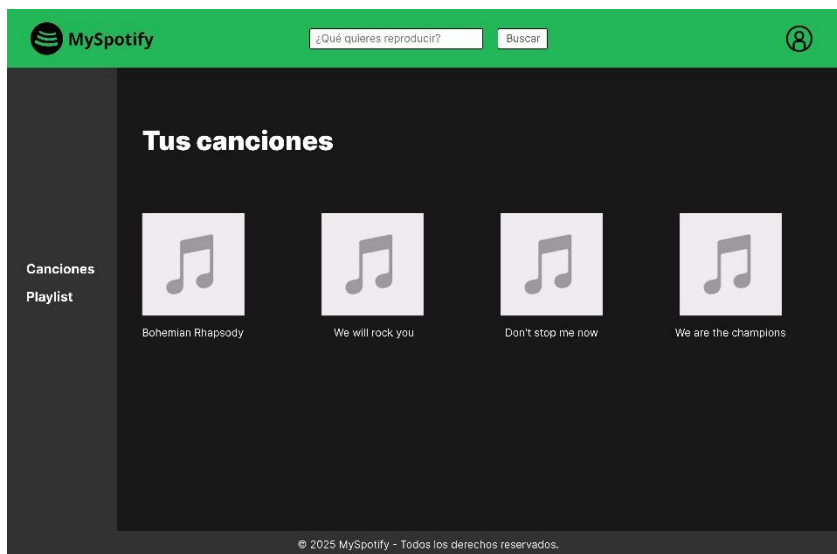 MySpotify
¿Qué quieres reproducir?
Buscar
Tus canciones
Canciones
Playlist
Bohemian Rhapsody
We will rock you
Don't stop me now
We are the champions
© 2025 MySpotify - Todos los derechos reservados.